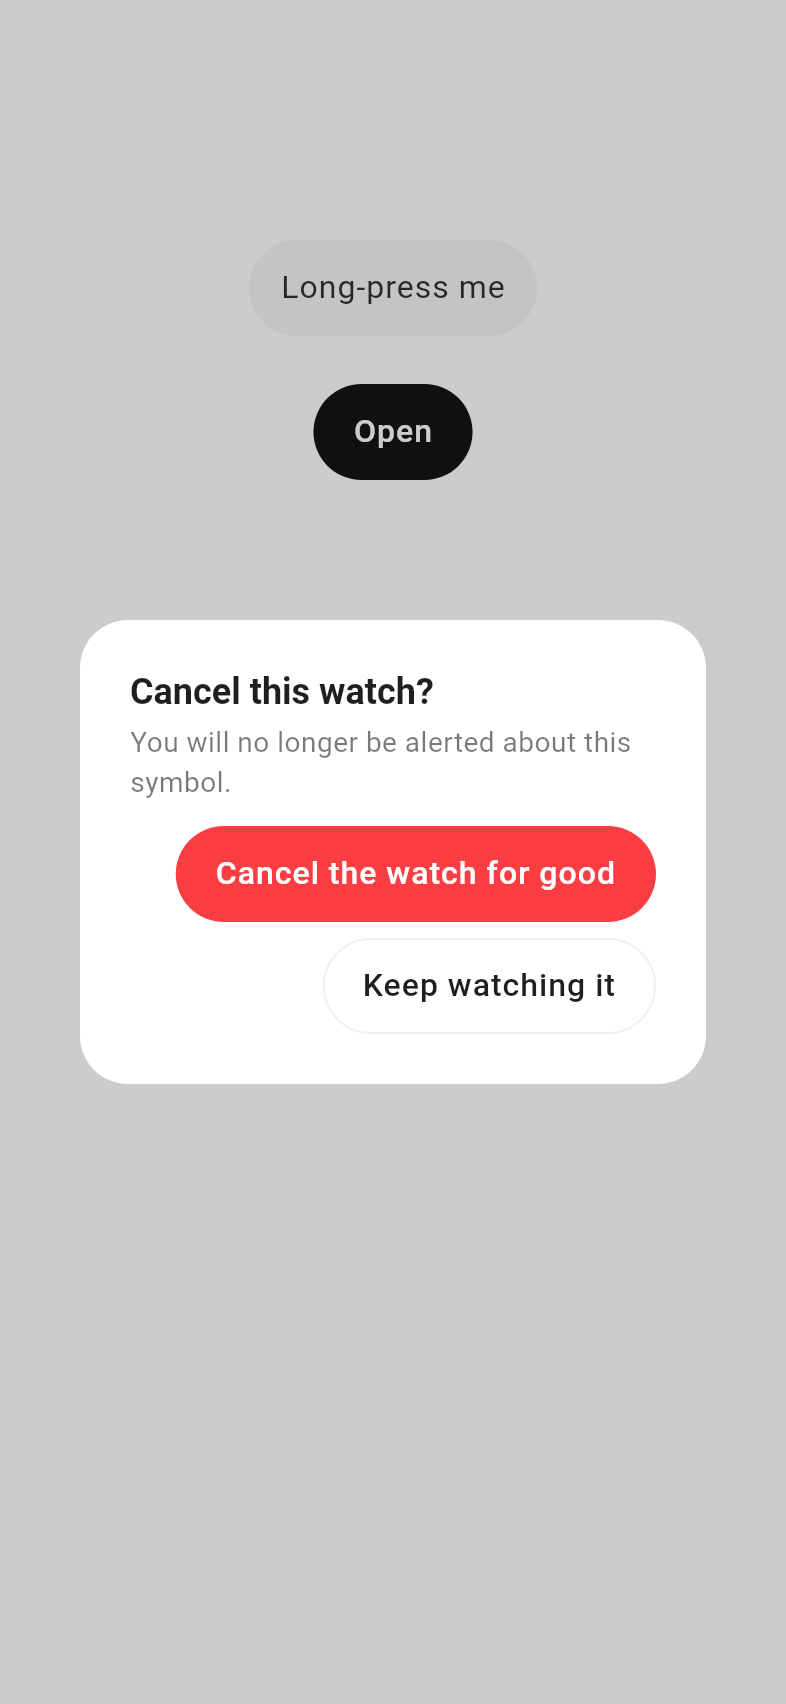 Long-press me
Open
Cancel this watch?
You will no longer be alerted about this
symbol.
Cancel the watch for good
Keep watching it